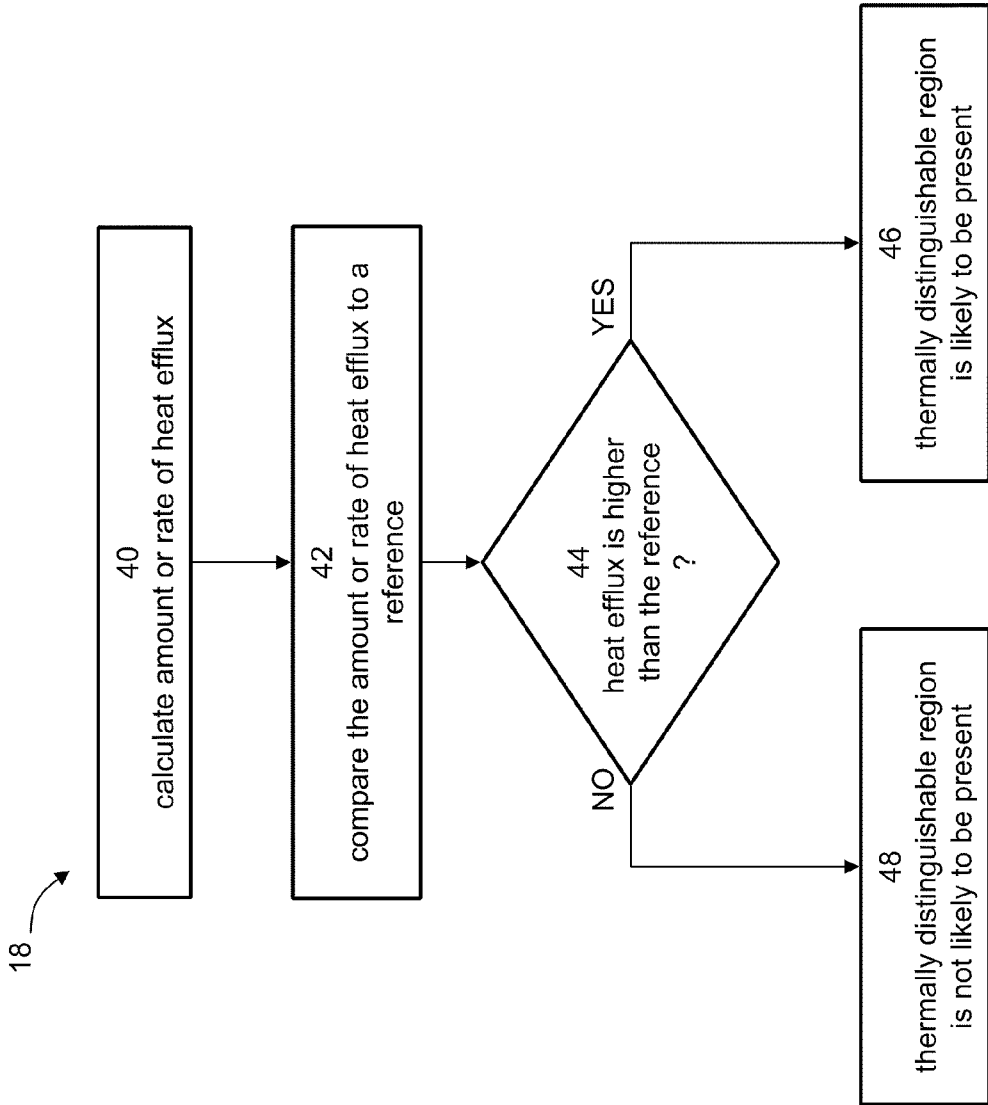 18
40
calculate amount or rate of heat efflux
42
compare the amount or rate of heat efflux to a
reference
44
heat efflux is higher
than the reference
?
NO
YES
48
thermally distinguishable region
is not likely to be present
46
thermally distinguishable region
is likely to be present